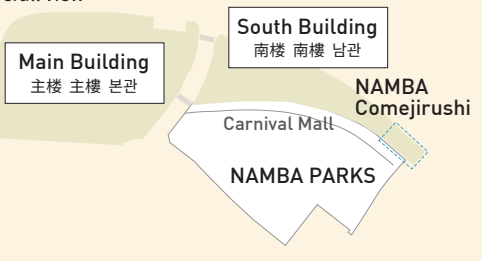 Main Building
主楼 主樓 본관
South Building
南楼 南樓 남관
NAMBA
Comejirushi
Carnival Mall
NAMBA PARKS